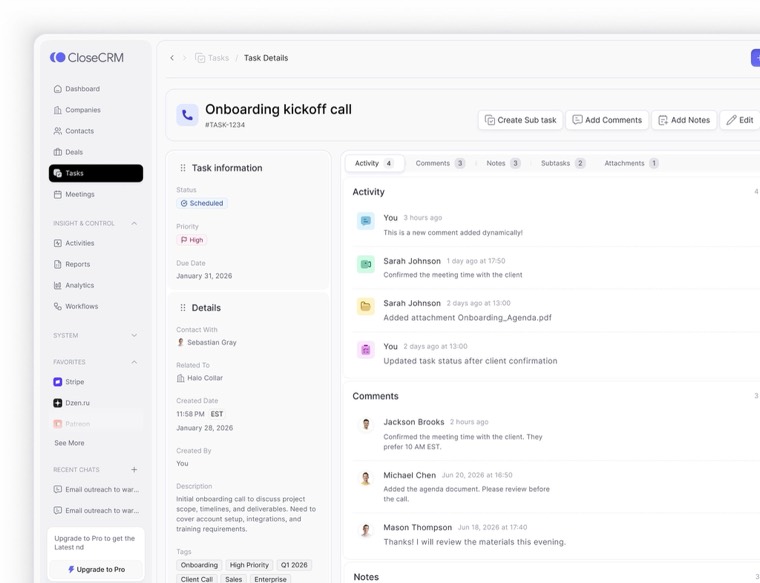 CloseCRM
Dashboard
Companies
Contacts
Deals
Tasks
Meetings
INSIGHT & CONTROL
Activities
Reports
Analytics
Workflows
SYSTEM
FAVORITES
Stripe
Dzen.ru
Patreon
See More
RECENT CHATS
Email outreach to war...
Email outreach to war...
Upgrade to Pro to get the
Latest nd
Upgrade to Pro
Tasks / Task Details
Onboarding kickoff call
#TASK-1234
Create Sub task
Add Comments
Add Notes
Edit
Task information
Status
Scheduled
Priority
High
Due Date
January 31, 2026
Details
Contact With
Sebastian Gray
Related To
Halo Collar
Created Date
11:58 PM EST
January 28, 2026
Created By
You
Description
Initial onboarding call to discuss project
scope, timelines, and deliverables. Need to
cover account setup, integrations, and
training requirements.
Tags
Onboarding High Priority Q1 2026
Client Call Sales Enterprise
Activity 4 Comments 3 Notes 3 Subtasks 2 Attachments 1
Activity 4
You 3 hours ago
This is a new comment added dynamically!
Sarah Johnson 1 day ago at 17:50
Confirmed the meeting time with the client
Sarah Johnson 2 days ago at 13:00
Added attachment Onboarding_Agenda.pdf
You 2 days ago at 13:00
Updated task status after client confirmation
Comments 3
Jackson Brooks 2 hours ago
Confirmed the meeting time with the client. They
prefer 10 AM EST.
Michael Chen Jun 20, 2026 at 16:50
Added the agenda document. Please review before
the call.
Mason Thompson Jun 18, 2026 at 17:40
Thanks! I will review the materials this evening.
Notes 3